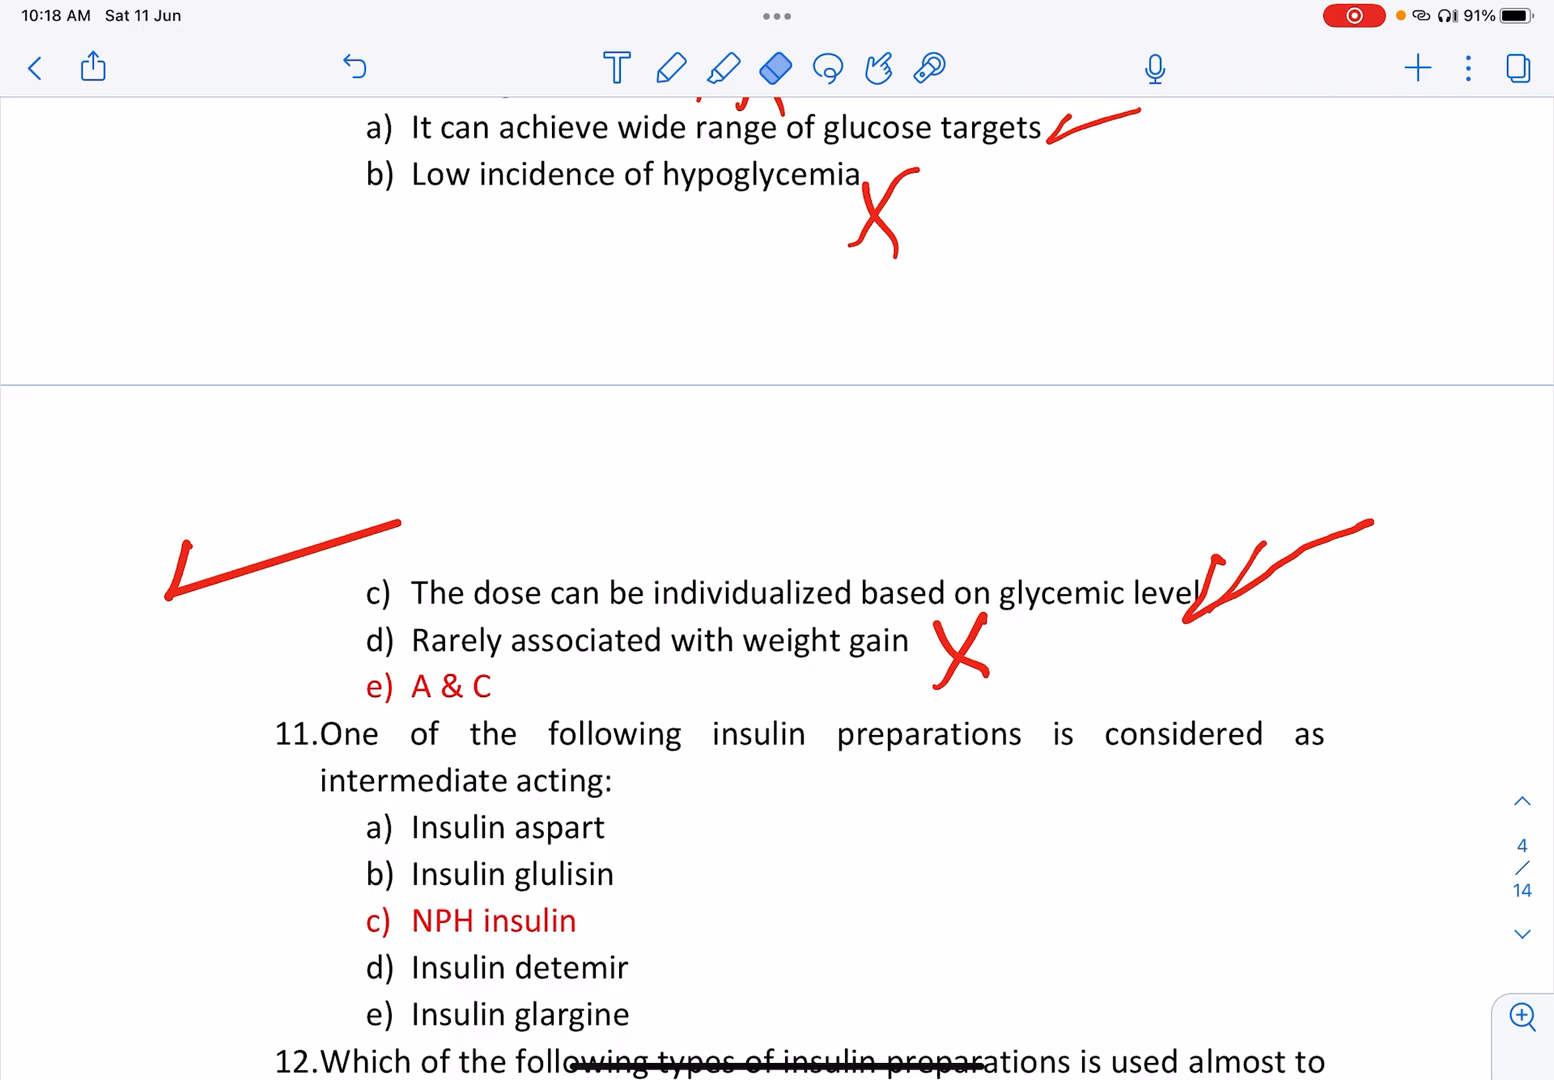 10:18 AM Sat 11 Jun
91%
T
a) It can achieve wide range of glucose targets
b) Low incidence of hypoglycemia
c) The dose can be individualized based on glycemic level
d) Rarely associated with weight gain
e) A & C
11.One of the following insulin preparations is considered as
intermediate acting:
a) Insulin aspart
b) Insulin glulisin
c) NPH insulin
d) Insulin detemir
e) Insulin glargine
12.Which of the following types of insulin preparations is used almost to
4
/
14